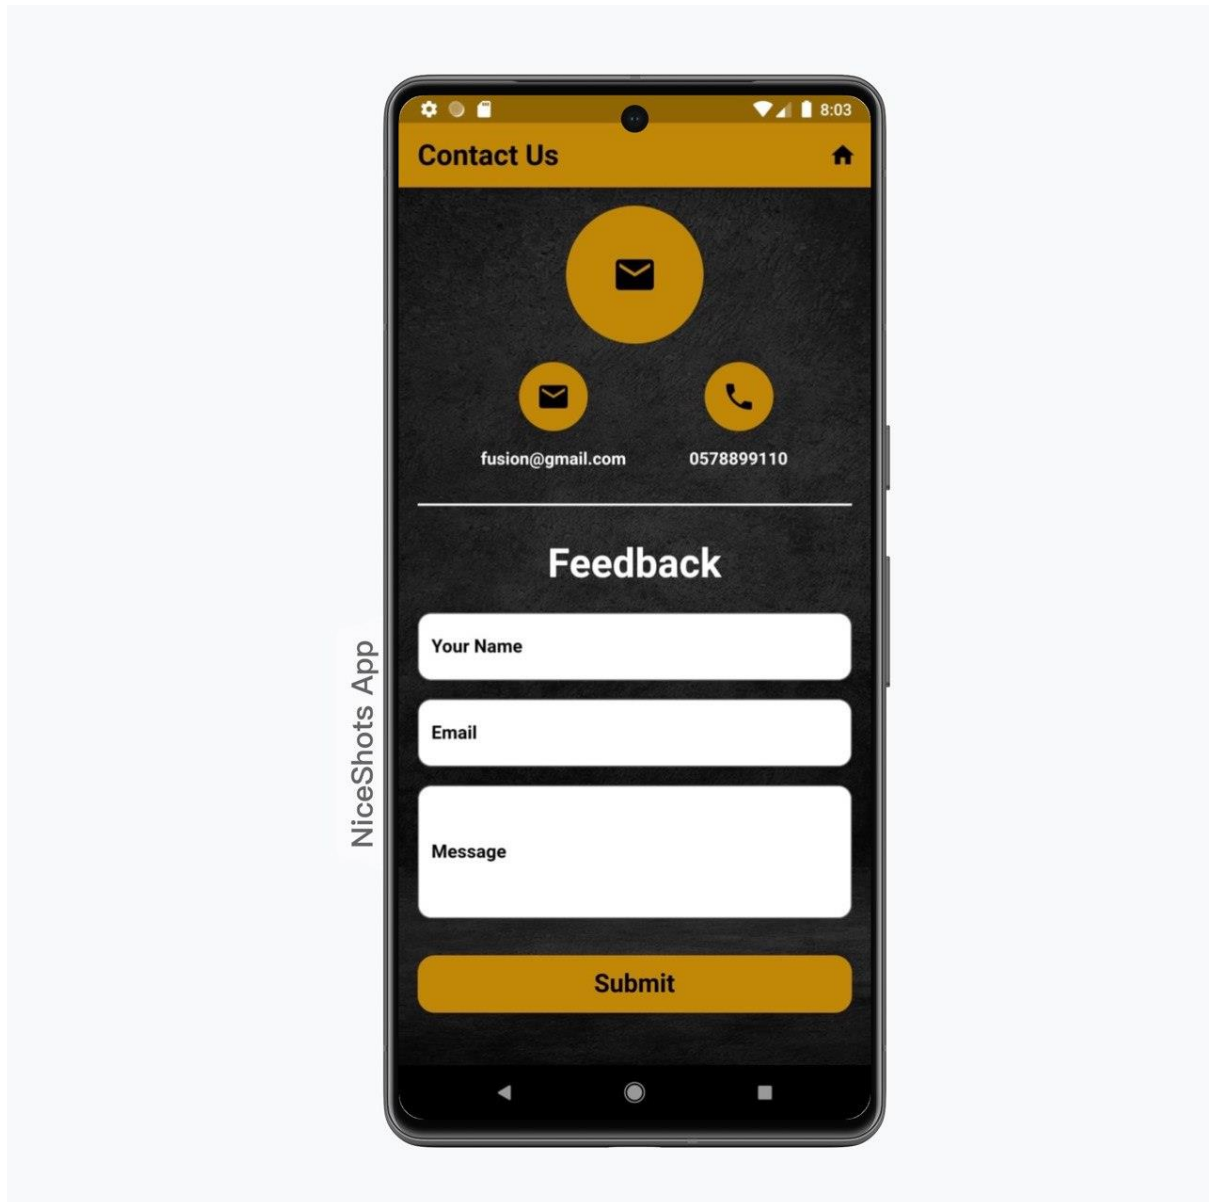 8:03
Contact Us
fusion@gmail.com 0578899110
Feedback
Your Name
Email
Message
Submit
NiceShots App